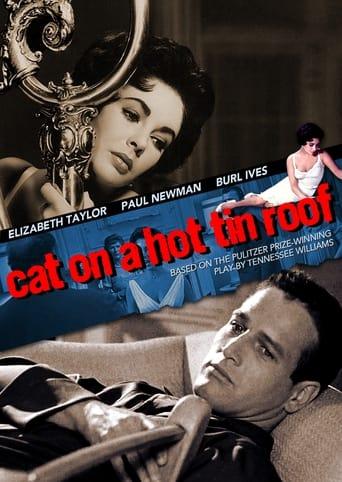 ELIZABETH TAYLOR PAUL NEWMAN BURL IVES
cat on a hot tin roof
BASED ON THE PULITZER PRIZE-WINNING
PLAY BY TENNESSEE WILLIAMS